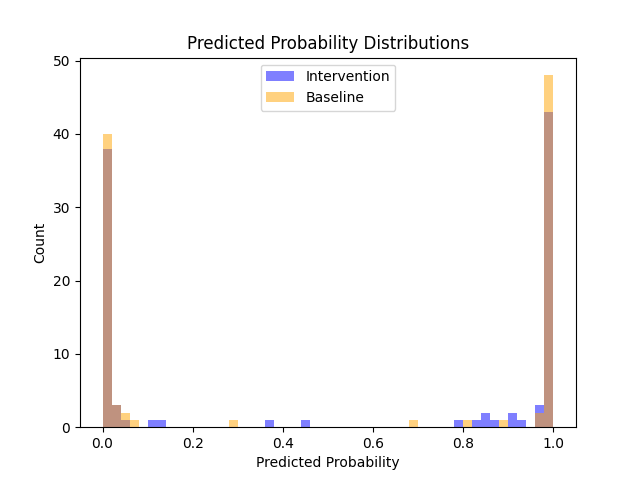 Predicted Probability Distributions
Intervention
Baseline
Count
50
40
30
20
10
0
0.0 0.2 0.4 0.6 0.8 1.0
Predicted Probability